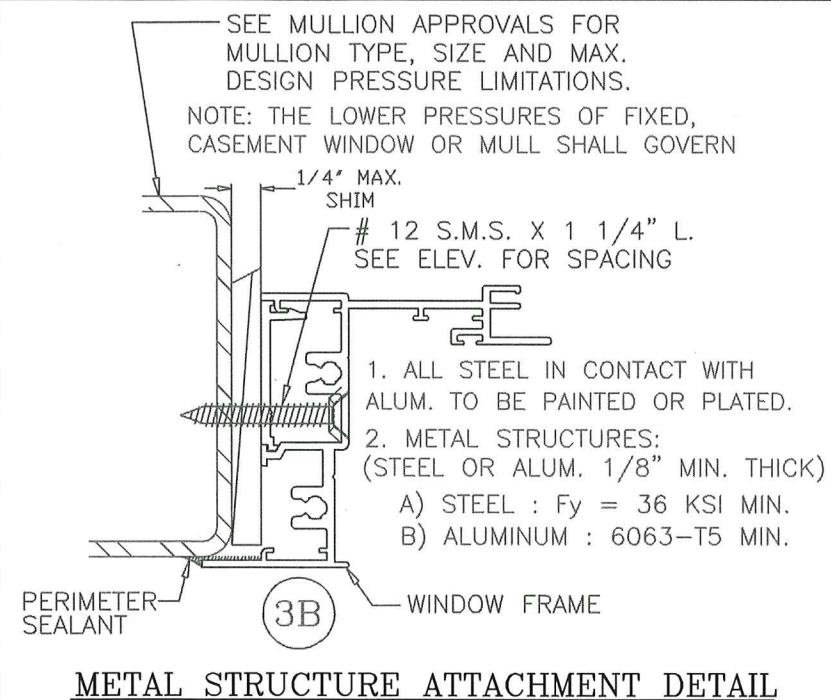 SEE MULLION APPROVALS FOR
MULLION TYPE, SIZE AND MAX.
DESIGN PRESSURE LIMITATIONS.
NOTE: THE LOWER PRESSURES OF FIXED,
CASEMENT WINDOW OR MULL SHALL GOVERN
1/4" MAX.
SHIM
# 12 S.M.S. X 1 1/4" L.
SEE ELEV. FOR SPACING
1. ALL STEEL IN CONTACT WITH
ALUM. TO BE PAINTED OR PLATED.
2. METAL STRUCTURES:
(STEEL OR ALUM. 1/8" MIN. THICK)
A) STEEL : Fy = 36 KSI MIN.
B) ALUMINUM : 6063-T5 MIN.
PERIMETER
SEALANT
3B
WINDOW FRAME
METAL STRUCTURE ATTACHMENT DETAIL